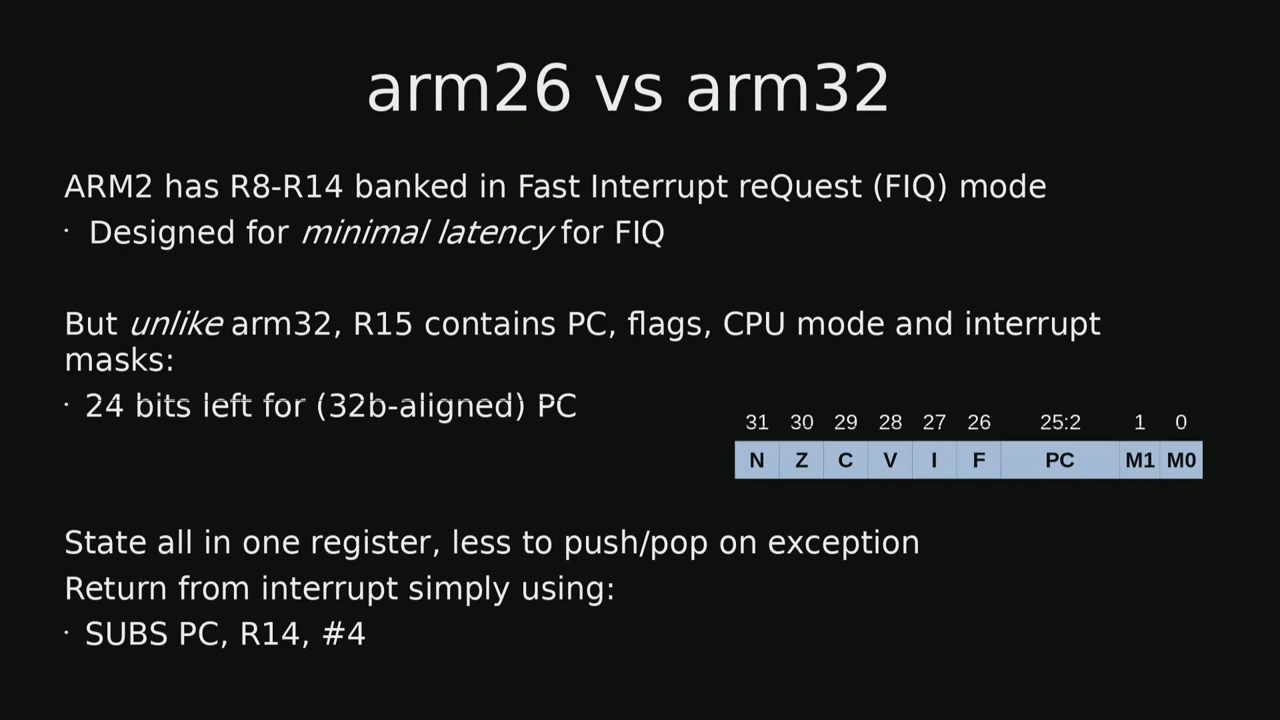 arm26 vs arm32
ARM2 has R8-R14 banked in Fast Interrupt reQuest (FIQ) mode
· Designed for minimal latency for FIQ
But unlike arm32, R15 contains PC, flags, CPU mode and interrupt
masks:
· 24 bits left for (32b-aligned) PC
31 30 29 28 27 26 25:2 1 0
N Z C V I F PC M1 M0
State all in one register, less to push/pop on exception
Return from interrupt simply using:
· SUBS PC, R14, #4